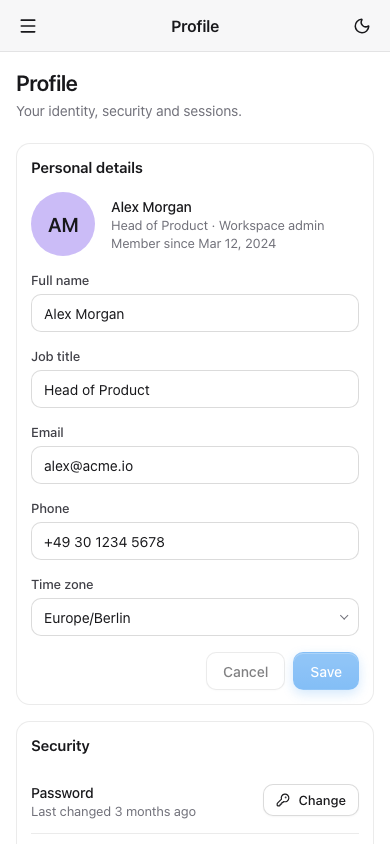 Profile
Profile
Your identity, security and sessions.
Personal details
AM
Alex Morgan
Head of Product · Workspace admin
Member since Mar 12, 2024
Full name
Alex Morgan
Job title
Head of Product
Email
alex@acme.io
Phone
+49 30 1234 5678
Time zone
Europe/Berlin
Cancel Save
Security
Password
Last changed 3 months ago
Change